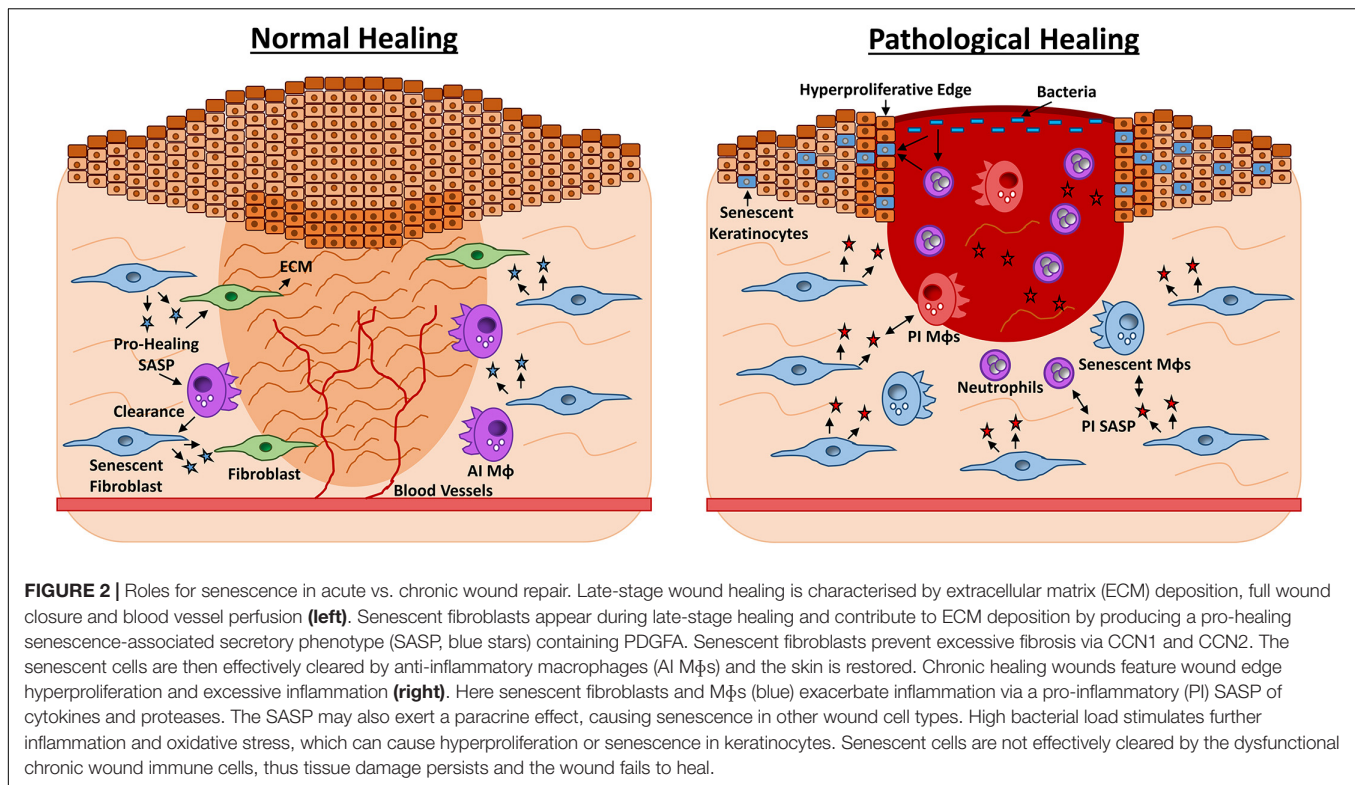 Normal Healing
ECM
Pro-Healing
SASP
Clearance
Senescent
Fibroblast
Fibroblast
AI Mϕ
Blood Vessels
Pathological Healing
Hyperproliferative Edge
Bacteria
Senescent
Keratinocytes
PI Mϕs
Neutrophils
Senescent Mϕs
PI SASP
FIGURE 2 | Roles for senescence in acute vs. chronic wound repair. Late-stage wound healing is characterised by extracellular matrix (ECM) deposition, full wound
closure and blood vessel perfusion (left). Senescent fibroblasts appear during late-stage healing and contribute to ECM deposition by producing a pro-healing
senescence-associated secretory phenotype (SASP, blue stars) containing PDGFA. Senescent fibroblasts prevent excessive fibrosis via CCN1 and CCN2. The
senescent cells are then effectively cleared by anti-inflammatory macrophages (AI Mϕs) and the skin is restored. Chronic healing wounds feature wound edge
hyperproliferation and excessive inflammation (right). Here senescent fibroblasts and Mϕs (blue) exacerbate inflammation via a pro-inflammatory (PI) SASP of
cytokines and proteases. The SASP may also exert a paracrine effect, causing senescence in other wound cell types. High bacterial load stimulates further
inflammation and oxidative stress, which can cause hyperproliferation or senescence in keratinocytes. Senescent cells are not effectively cleared by the dysfunctional
chronic wound immune cells, thus tissue damage persists and the wound fails to heal.